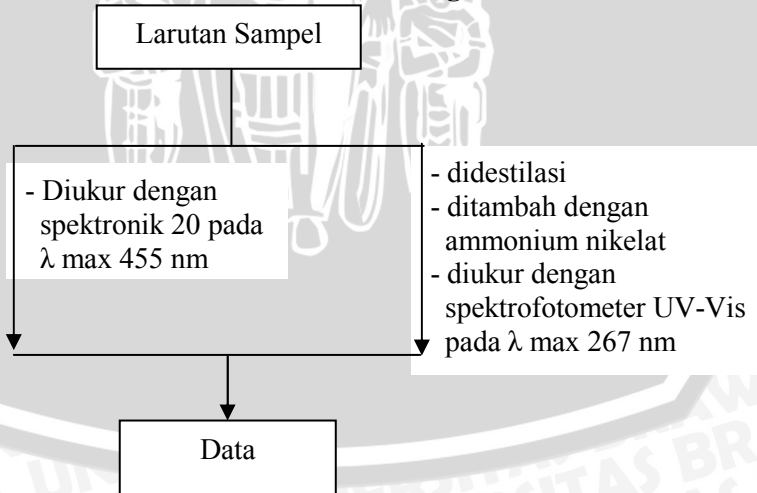 Larutan Sampel
- Diukur dengan
spektronik 20 pada
λ max 455 nm
- didestilasi
- ditambah dengan
ammonium nikelat
- diukur dengan
spektrofotometer UV-Vis
pada λ max 267 nm
Data